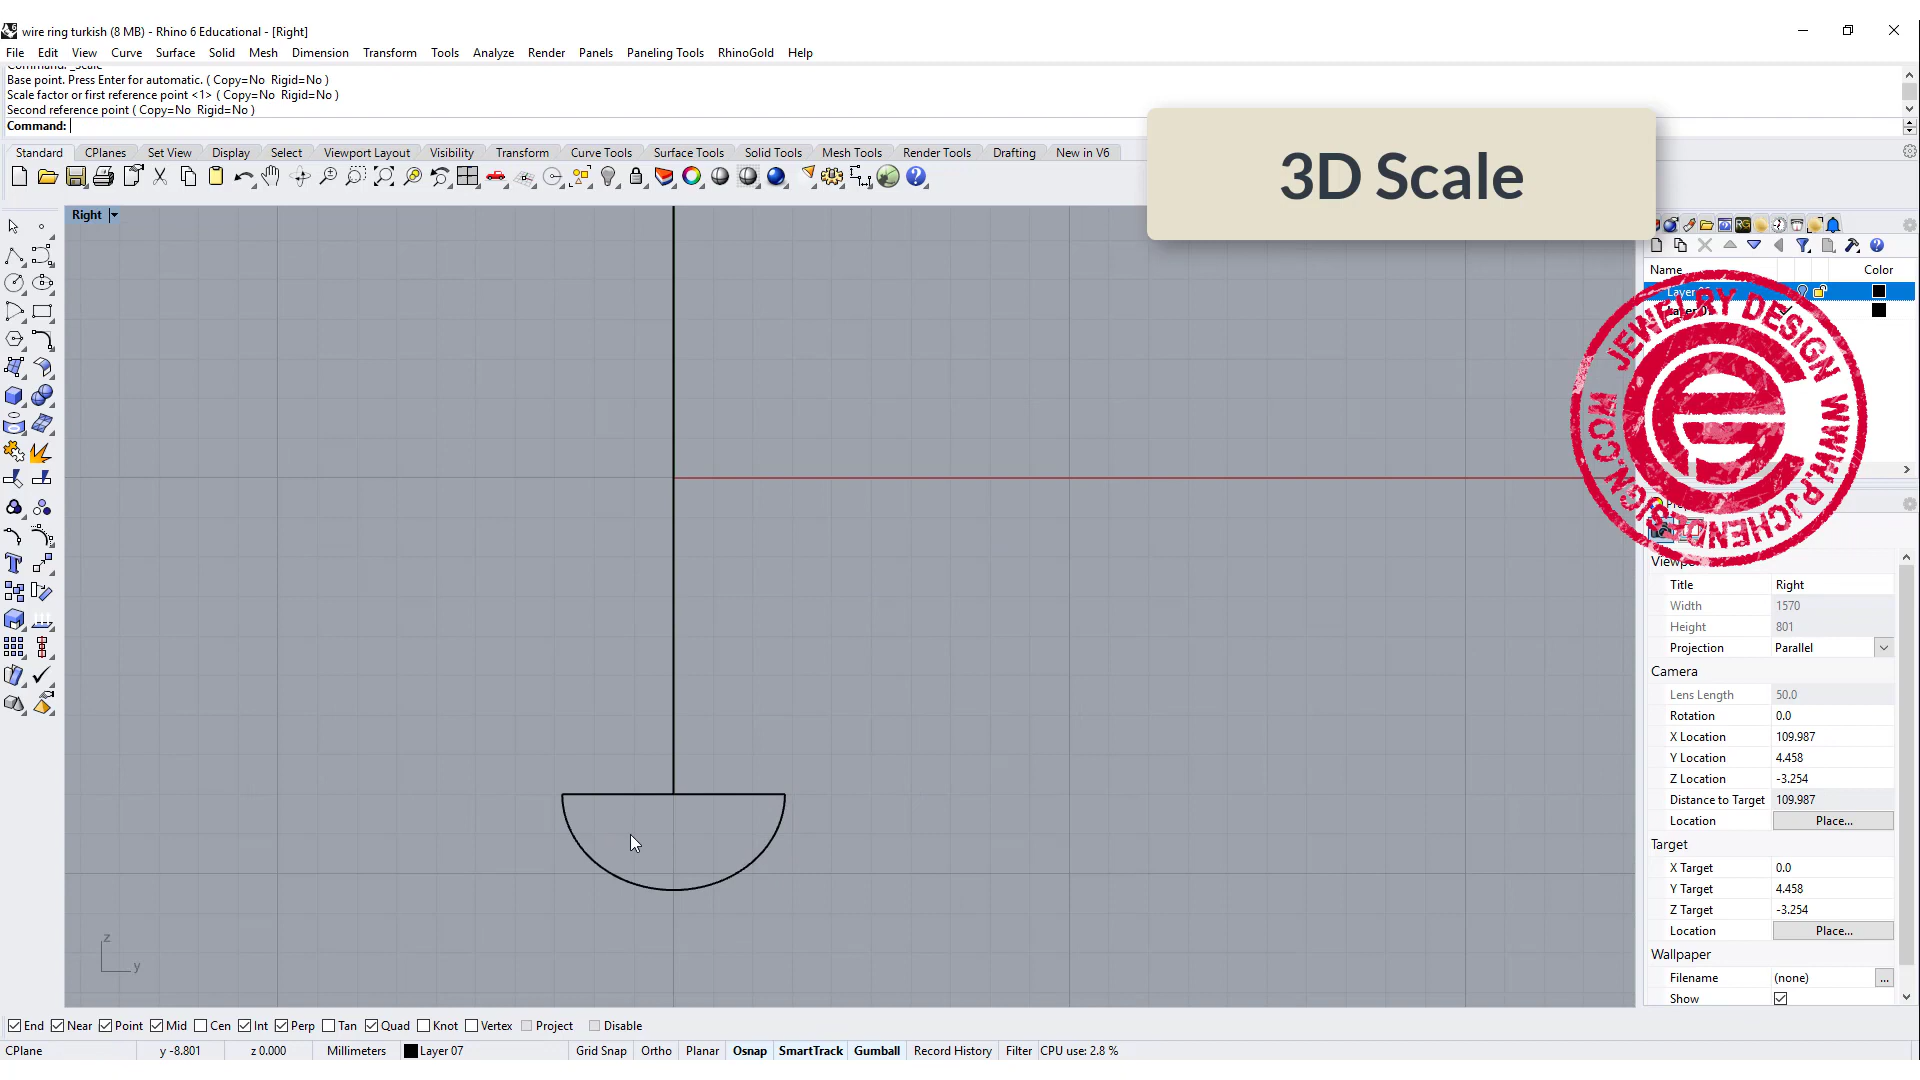 wire ring turkish (8 MB) - Rhino 6 Educational - [Right]
File Edit View Curve Surface Solid Mesh Dimension Transform Tools Analyze Render Panels Paneling Tools RhinoGold Help
Command: _Scale
Base point. Press Enter for automatic. ( Copy=No Rigid=No )
Scale factor or first reference point <1> ( Copy=No Rigid=No )
Second reference point ( Copy=No Rigid=No )
Command:
3D Scale
Standard CPlanes Set View Display Select Viewport Layout Visibility Transform Curve Tools Surface Tools Solid Tools Mesh Tools Render Tools Drafting New in V6
Right
Name Color
JEWELRY DESIGN WWW.PJCHENDESIGN.COM
Title Right
Width 1570
Height 801
Projection Parallel
Camera
Lens Length 50.0
Rotation 0.0
X Location 109.987
Y Location 4.458
Z Location -3.254
Distance to Target 109.987
Location Place...
Target
X Target 0.0
Y Target 4.458
Z Target -3.254
Location Place...
Wallpaper
Filename (none) ...
Show
z
y
End Near Point Mid Cen Int Perp Tan Quad Knot Vertex Project Disable
CPlane y -8.801 z 0.000 Millimeters Layer 07 Grid Snap Ortho Planar Osnap SmartTrack Gumball Record History Filter CPU use: 2.8 %